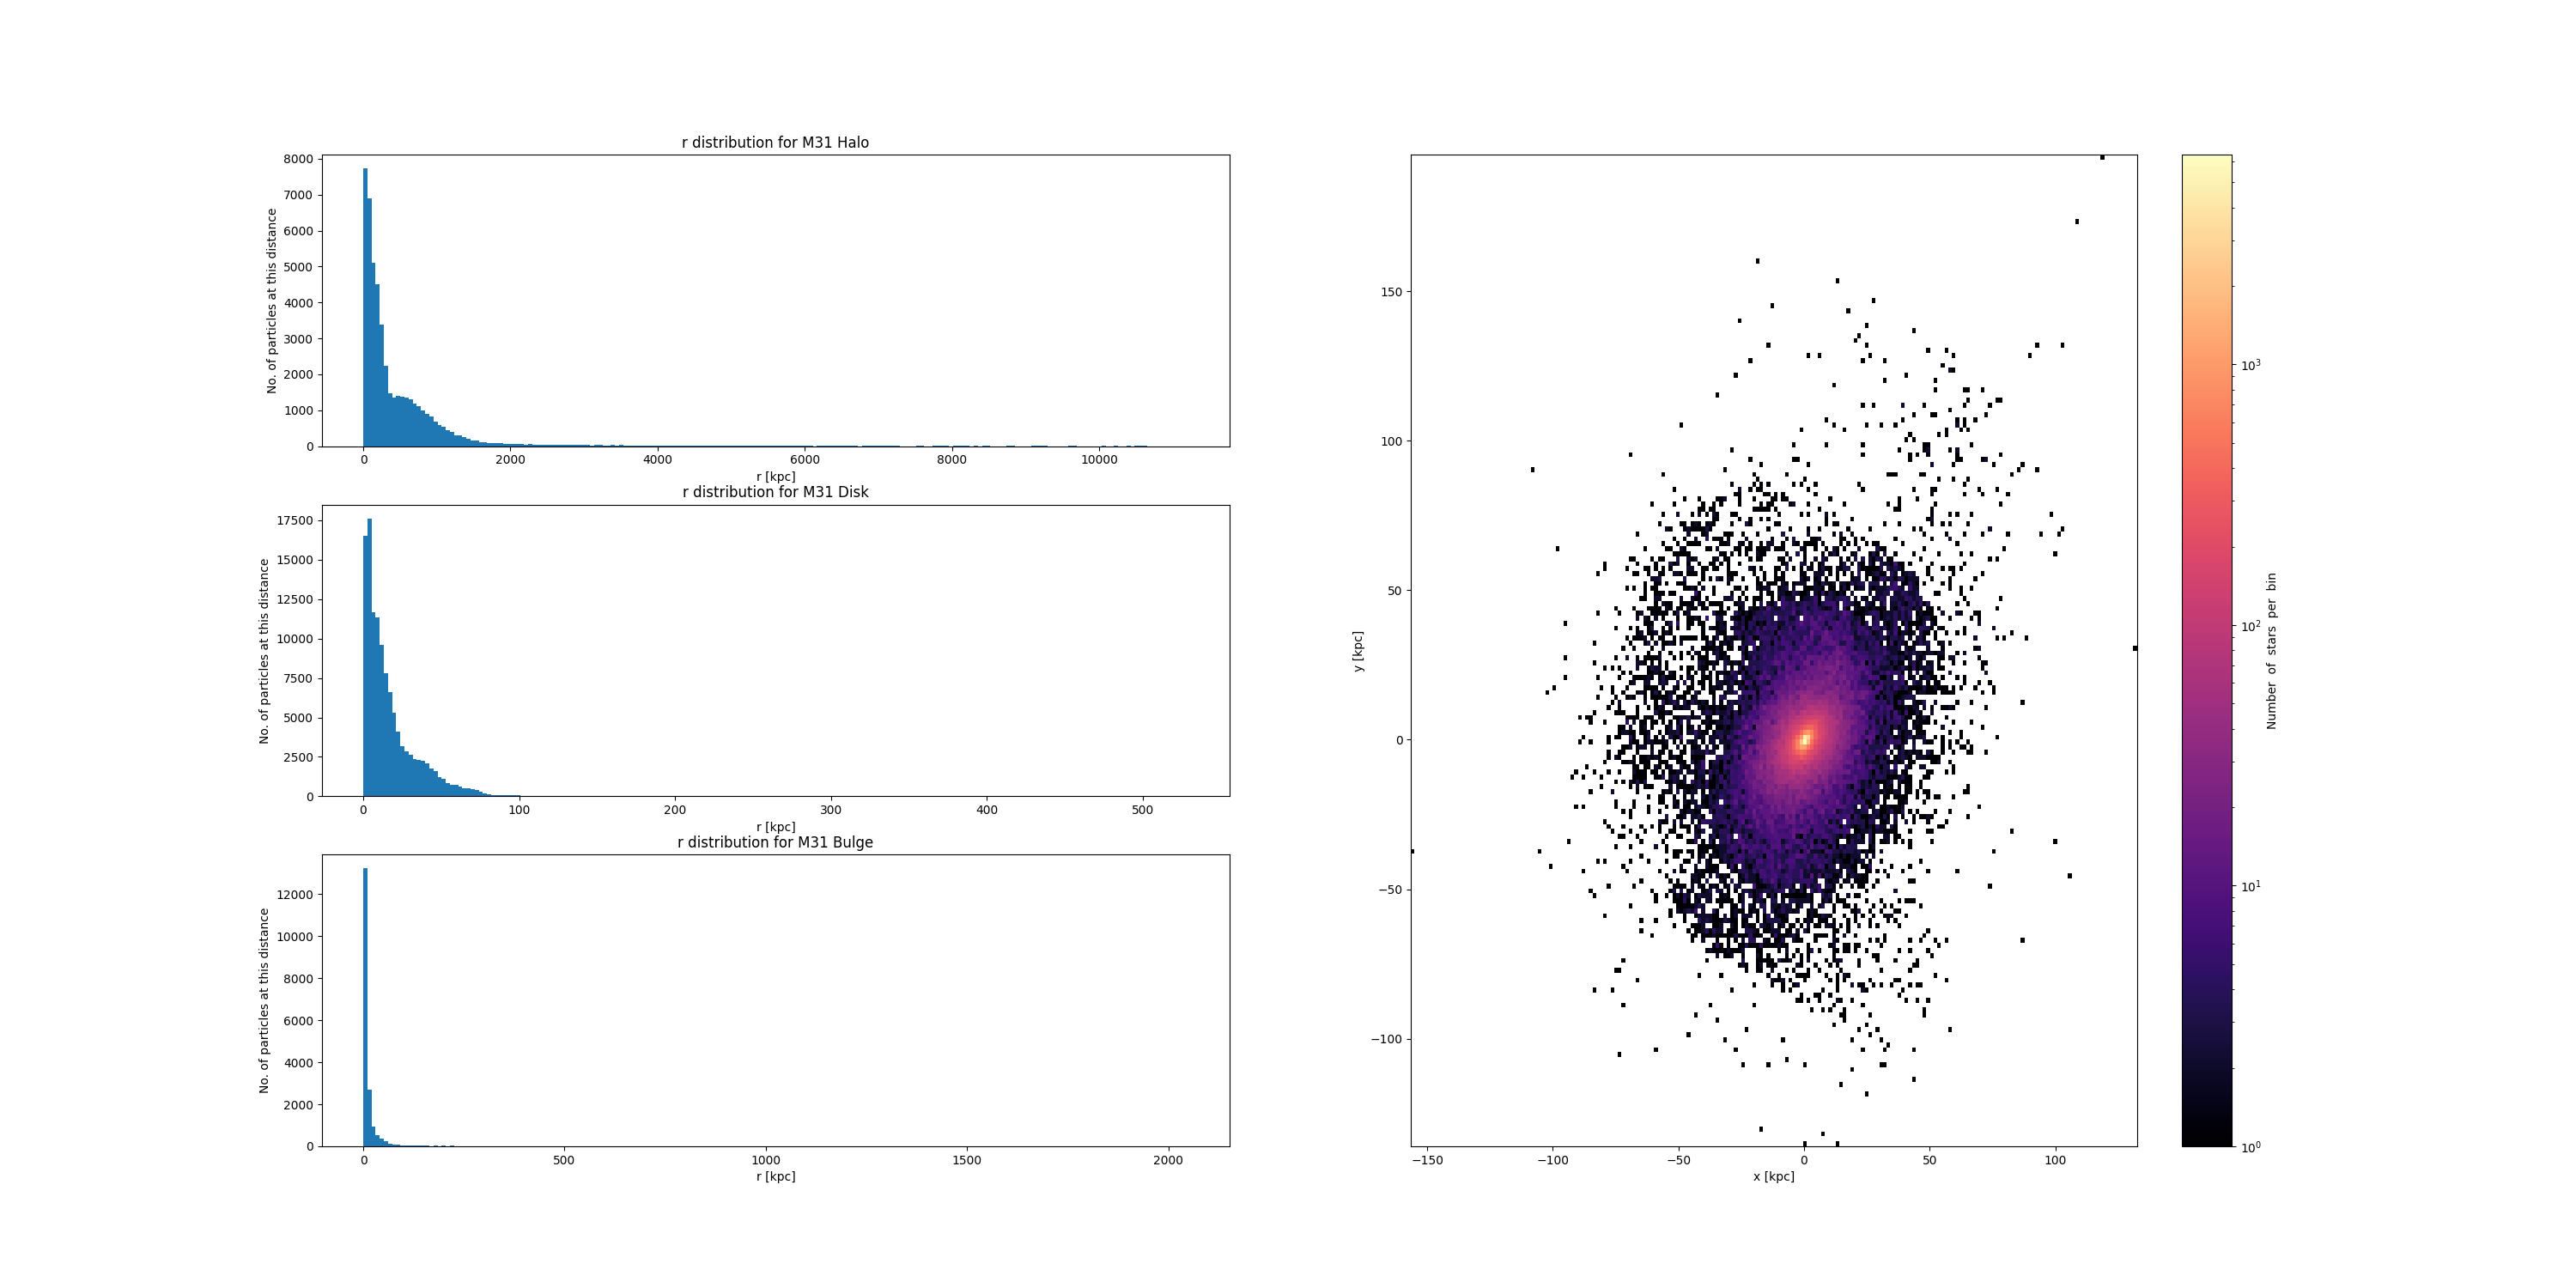 r distribution for M31 Halo
No. of particles at this distance
8000
7000
6000
5000
4000
3000
2000
1000
0
0 2000 4000 6000 8000 10000
r [kpc]
r distribution for M31 Disk
No. of particles at this distance
17500
15000
12500
10000
7500
5000
2500
0
0 100 200 300 400 500
r [kpc]
r distribution for M31 Bulge
No. of particles at this distance
12000
10000
8000
6000
4000
2000
0
0 500 1000 1500 2000
r [kpc]
y [kpc]
150
100
50
0
−50
−100
−150 −100 −50 0 50 100
x [kpc]
10³
10²
10¹
10⁰
Number of stars per bin